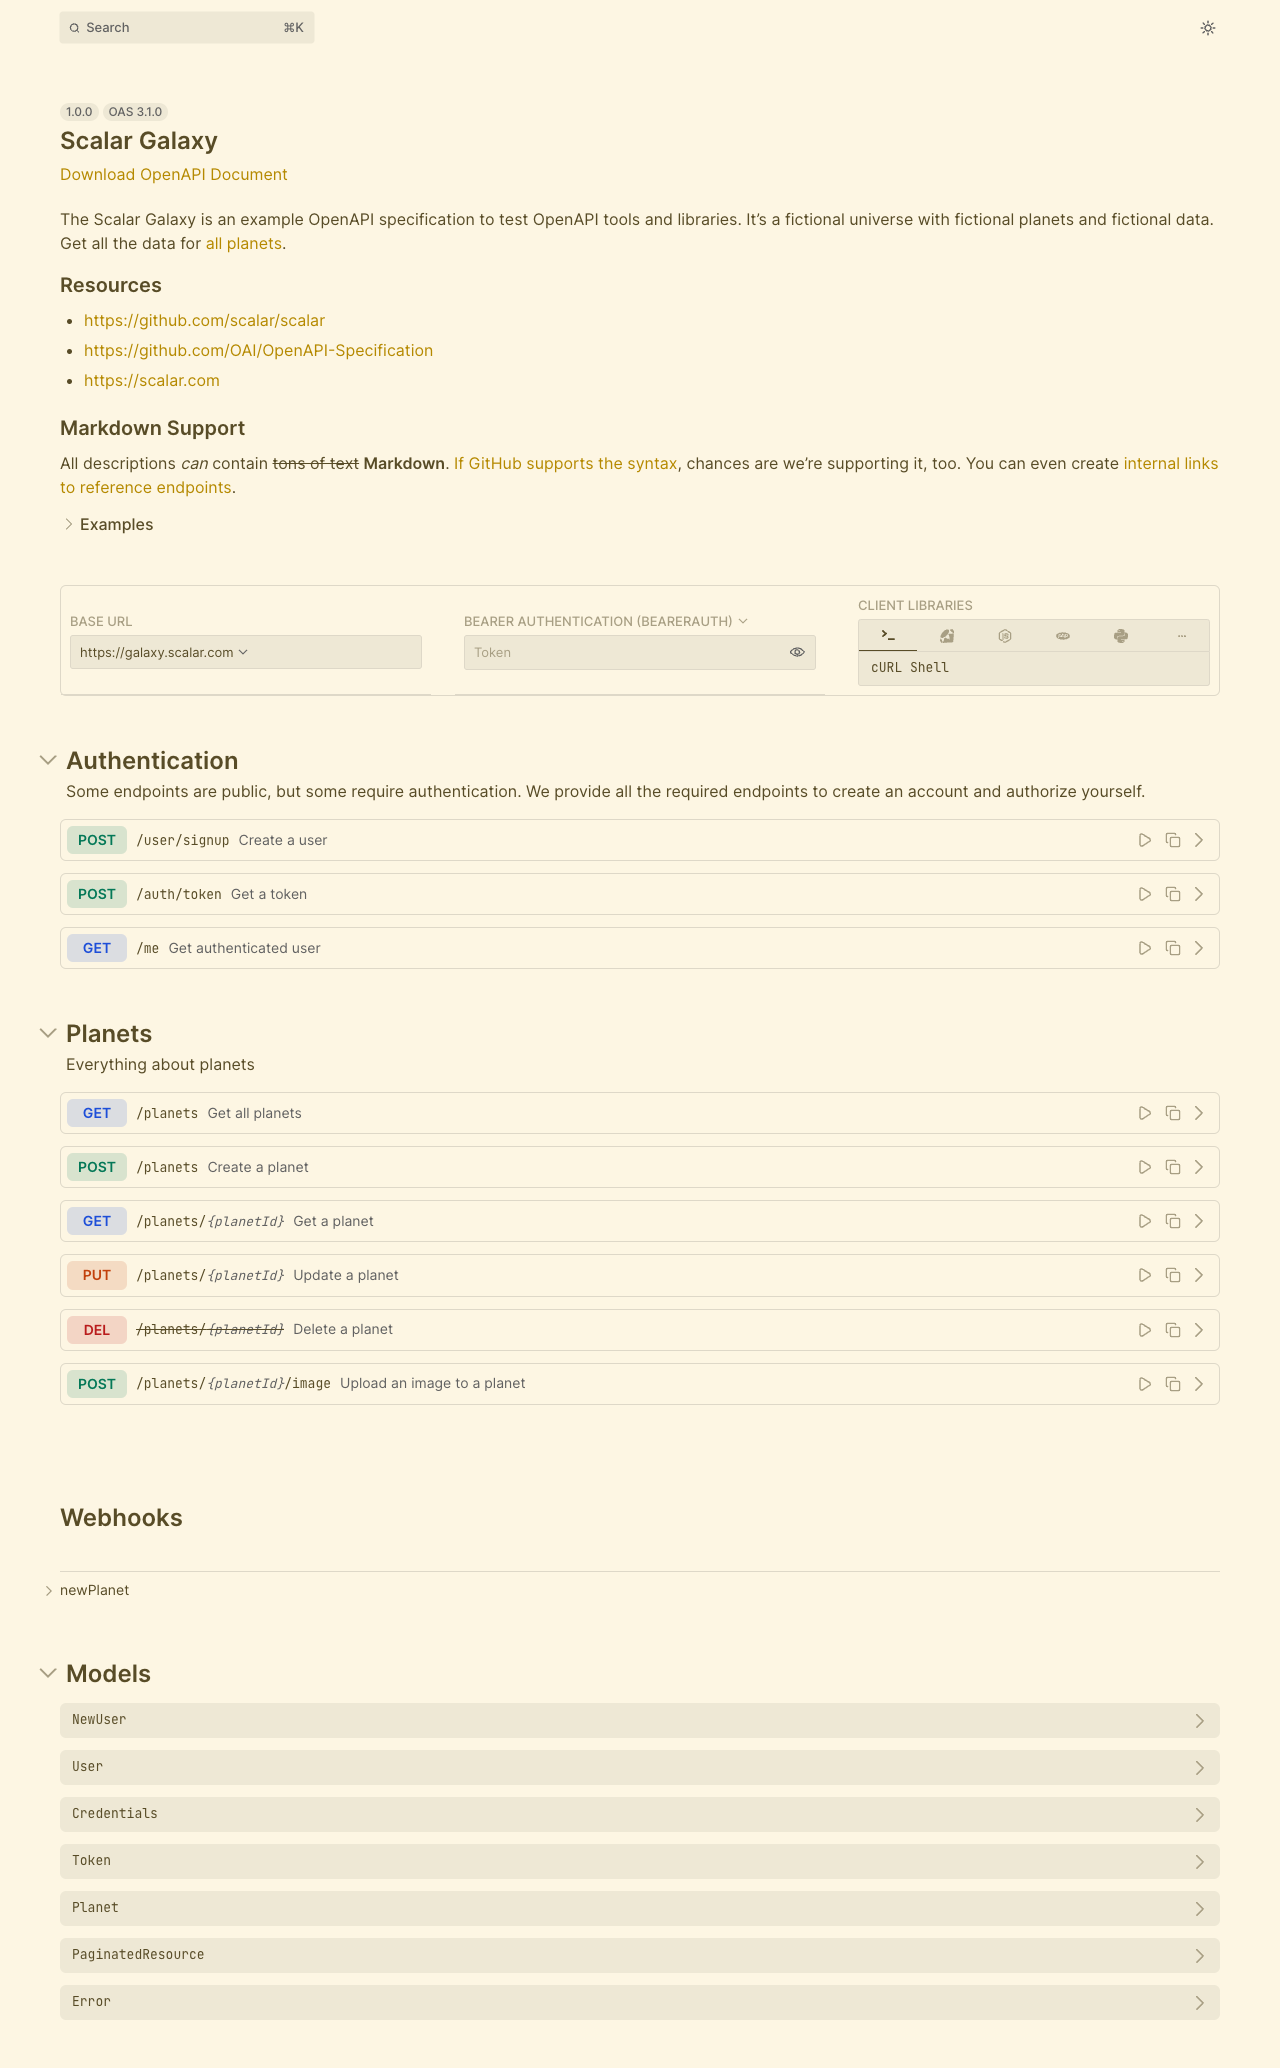 Search ⌘K
1.0.0 OAS 3.1.0
Scalar Galaxy
Download OpenAPI Document
The Scalar Galaxy is an example OpenAPI specification to test OpenAPI tools and libraries. It’s a fictional universe with fictional planets and fictional data.
Get all the data for all planets.
Resources
• https://github.com/scalar/scalar
• https://github.com/OAI/OpenAPI-Specification
• https://scalar.com
Markdown Support
All descriptions can contain tons of text Markdown. If GitHub supports the syntax, chances are we’re supporting it, too. You can even create internal links
to reference endpoints.
Examples
BASE URL
https://galaxy.scalar.com
BEARER AUTHENTICATION (BEARERAUTH)
Token
CLIENT LIBRARIES
cURL Shell
Authentication
Some endpoints are public, but some require authentication. We provide all the required endpoints to create an account and authorize yourself.
POST /user/signup Create a user
POST /auth/token Get a token
GET /me Get authenticated user
Planets
Everything about planets
GET /planets Get all planets
POST /planets Create a planet
GET /planets/{planetId} Get a planet
PUT /planets/{planetId} Update a planet
DEL /planets/{planetId} Delete a planet
POST /planets/{planetId}/image Upload an image to a planet
Webhooks
newPlanet
Models
NewUser
User
Credentials
Token
Planet
PaginatedResource
Error